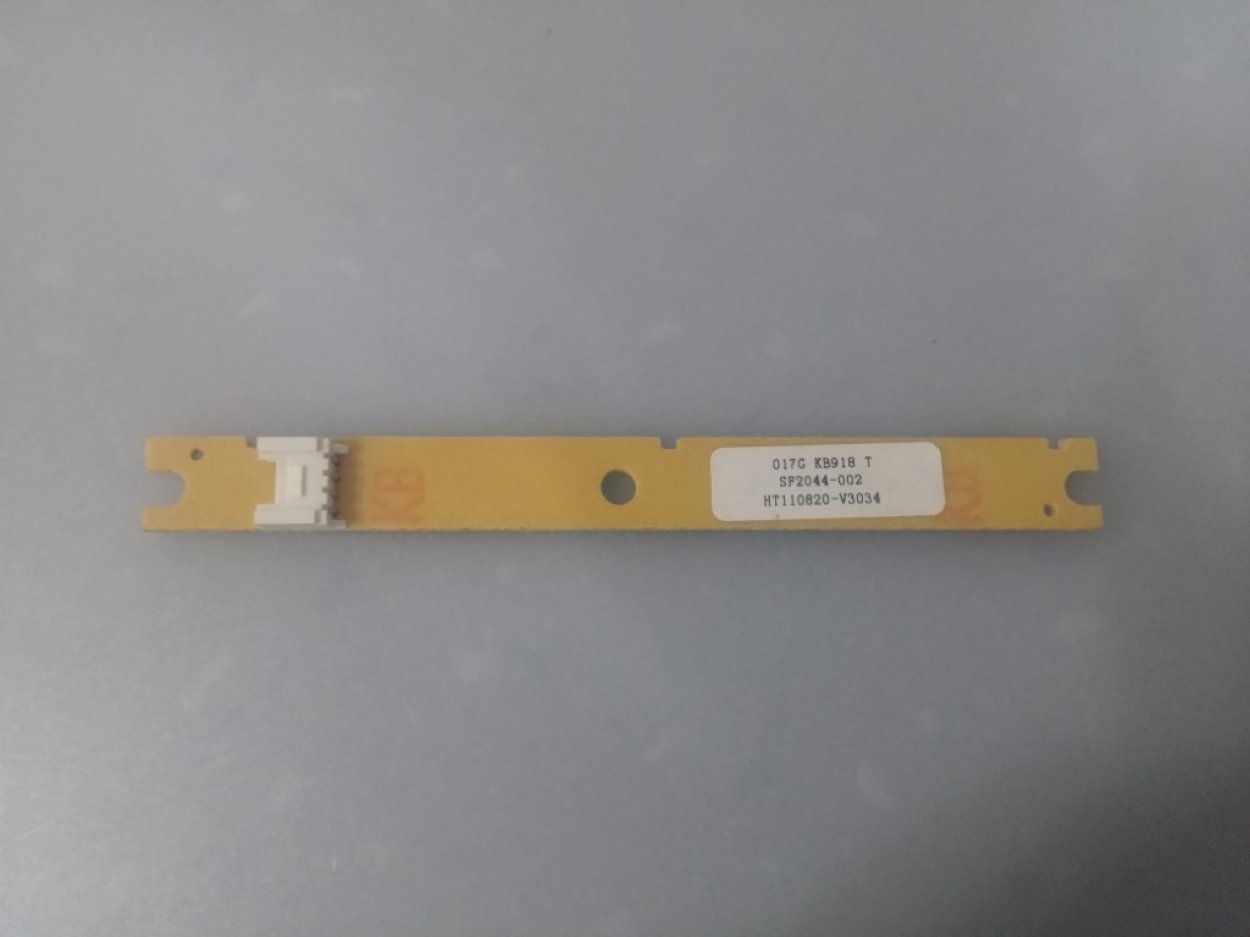 KB
017G KB918 T
SP2044-002
HT110820-V3034
KB